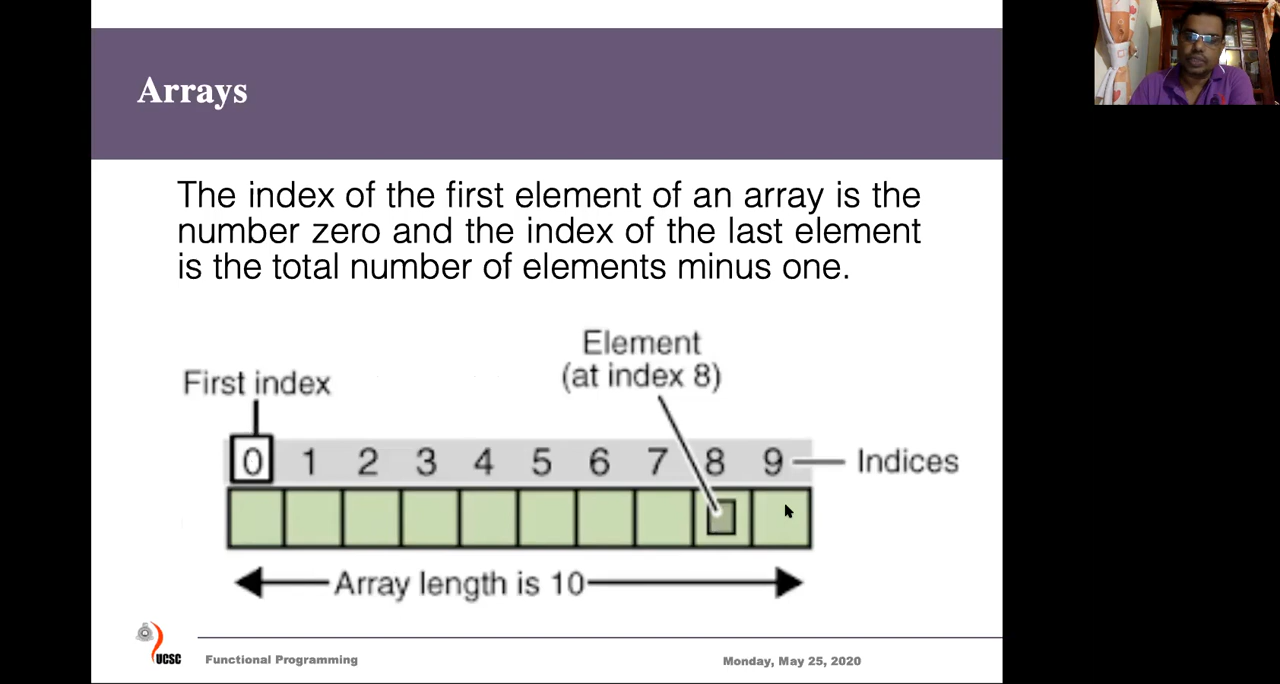 Arrays
The index of the first element of an array is the
number zero and the index of the last element
is the total number of elements minus one.
Element
(at index 8)
First index
0 1 2 3 4 5 6 7 8 9 Indices
Array length is 10
UCSC Functional Programming Monday, May 25, 2020